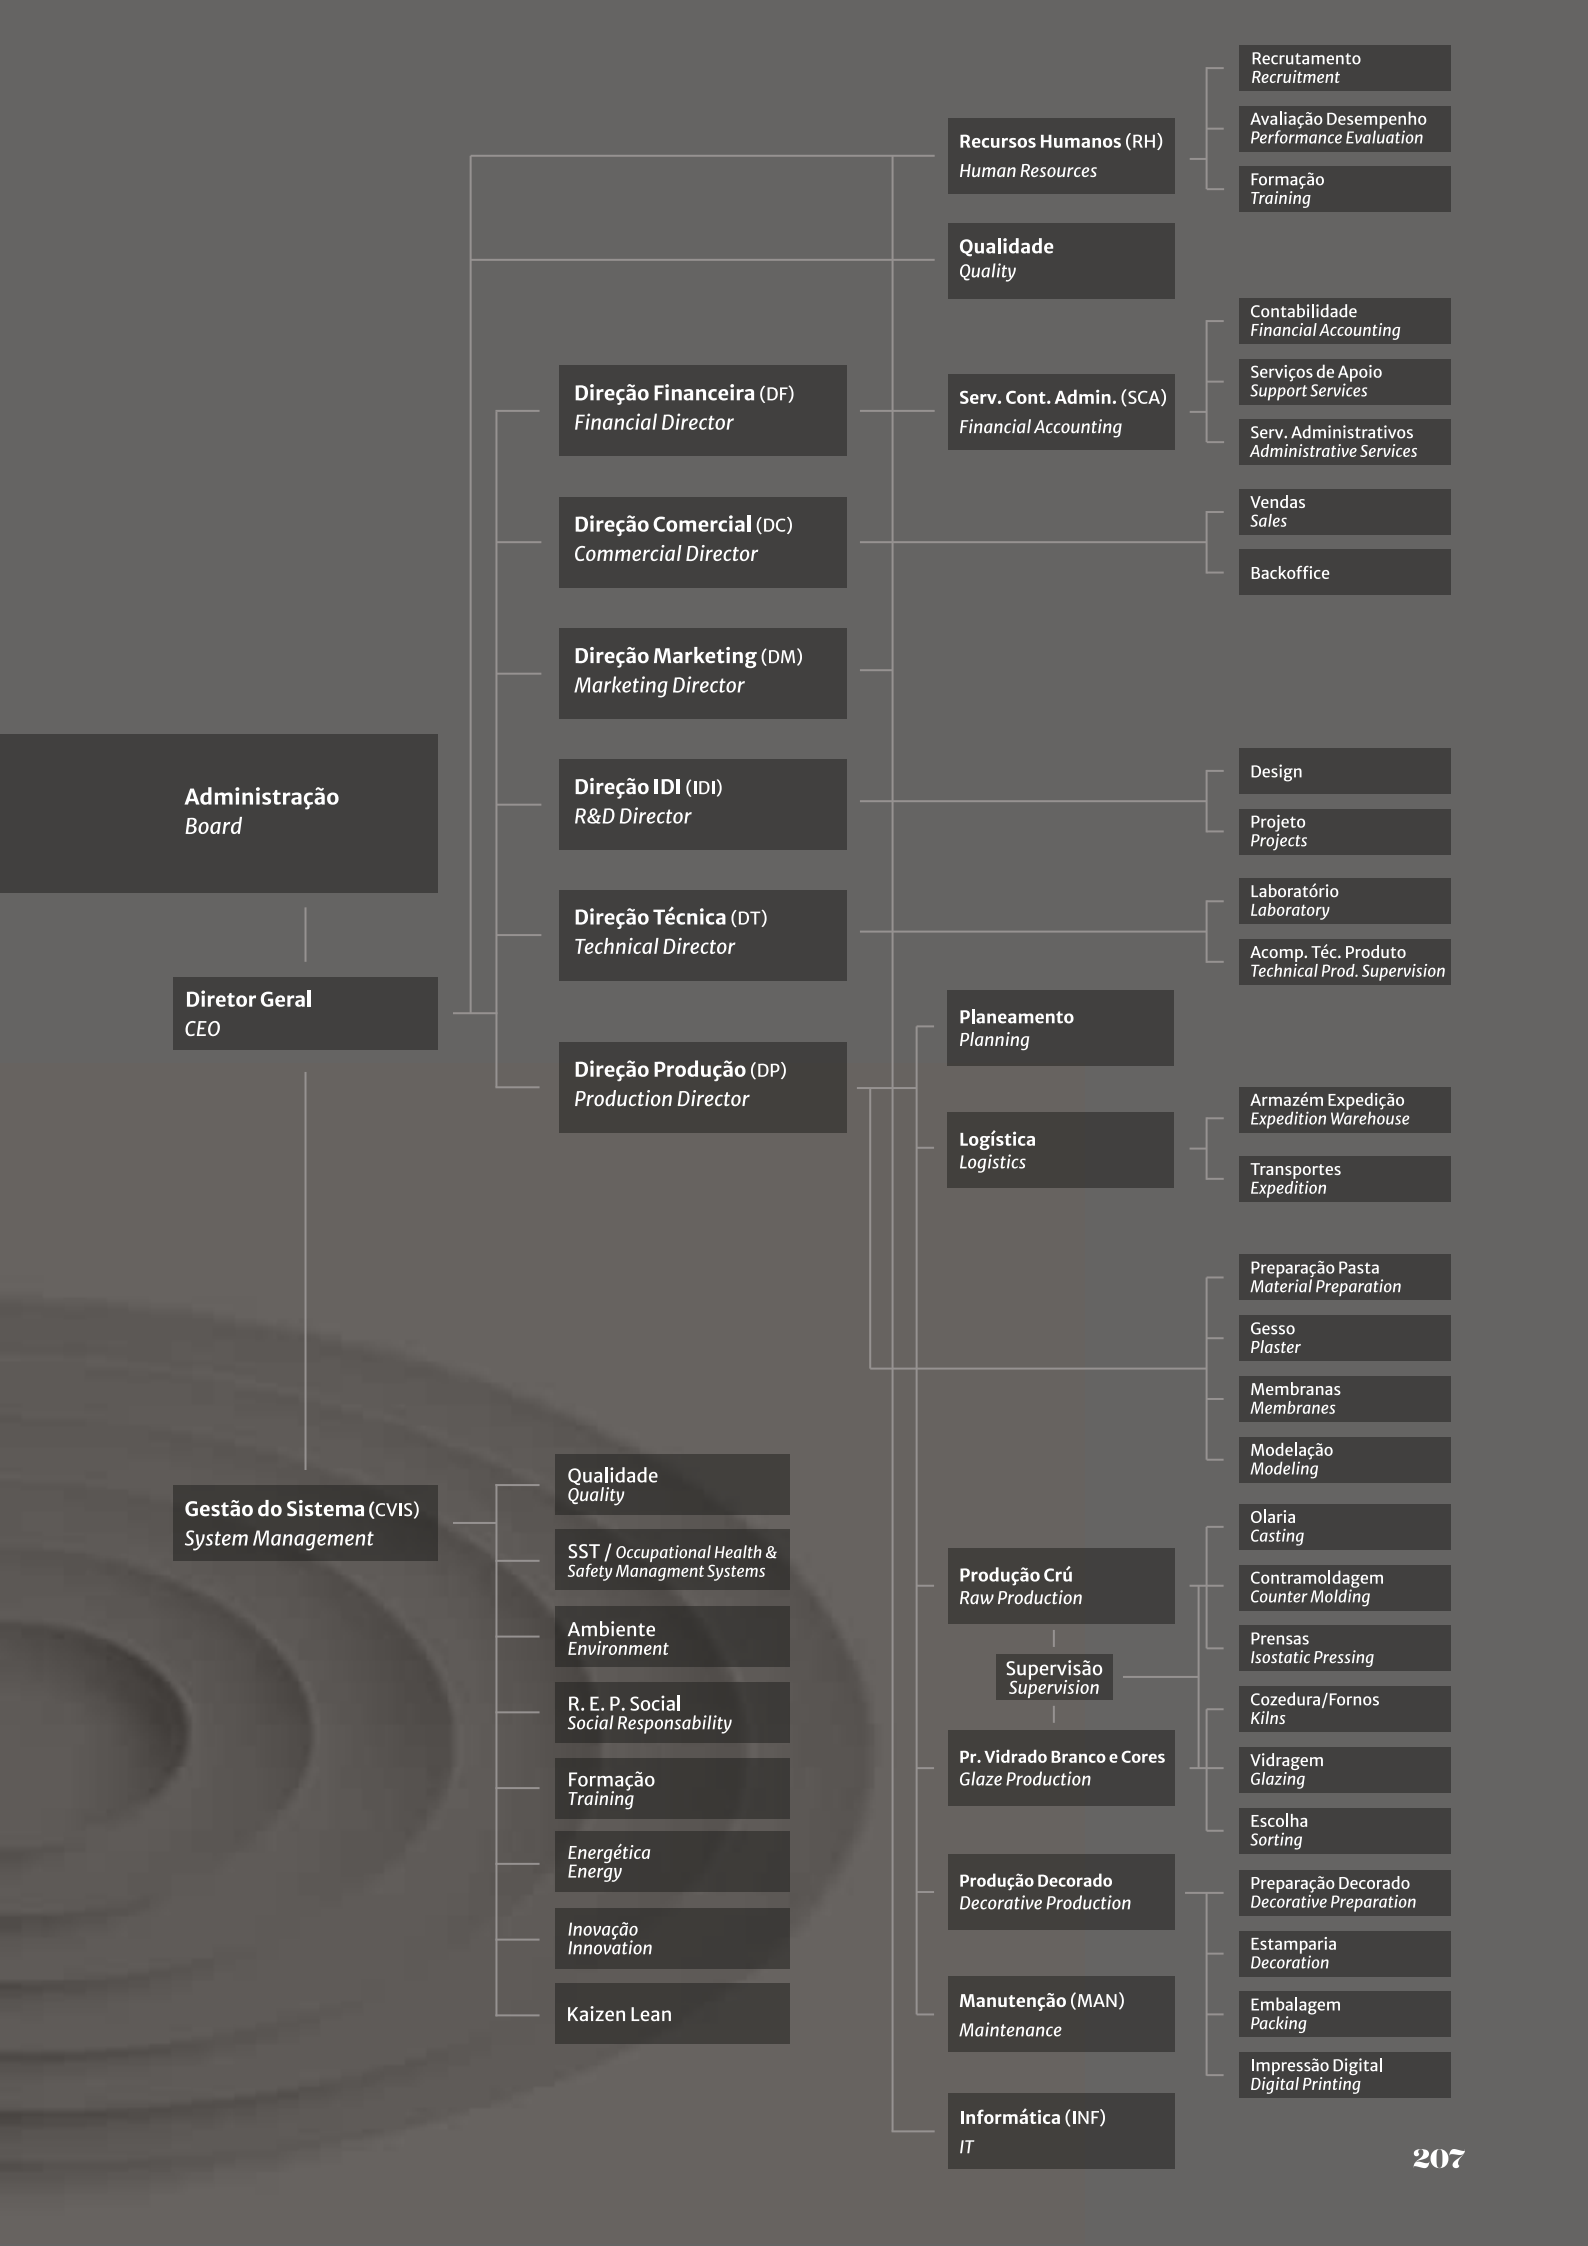 Administração
Board
Diretor Geral
CEO
Gestão do Sistema (CVIS)
System Management
Qualidade
Quality
SST / Occupational Health &
Safety Managment Systems
Ambiente
Environment
R. E. P. Social
Social Responsability
Formação
Training
Energética
Energy
Inovação
Innovation
Kaizen Lean
Direção Financeira (DF)
Financial Director
Direção Comercial (DC)
Commercial Director
Direção Marketing (DM)
Marketing Director
Direção IDI (IDI)
R&D Director
Direção Técnica (DT)
Technical Director
Direção Produção (DP)
Production Director
Recursos Humanos (RH)
Human Resources
Qualidade
Quality
Serv. Cont. Admin. (SCA)
Financial Accounting
Planeamento
Planning
Logística
Logistics
Produção Crú
Raw Production
Supervisão
Supervision
Pr. Vidrado Branco e Cores
Glaze Production
Produção Decorado
Decorative Production
Manutenção (MAN)
Maintenance
Informática (INF)
IT
Recrutamento
Recruitment
Avaliação Desempenho
Performance Evaluation
Formação
Training
Contabilidade
Financial Accounting
Serviços de Apoio
Support Services
Serv. Administrativos
Administrative Services
Vendas
Sales
Backoffice
Design
Projeto
Projects
Laboratório
Laboratory
Acomp. Téc. Produto
Technical Prod. Supervision
Armazém Expedição
Expedition Warehouse
Transportes
Expedition
Preparação Pasta
Material Preparation
Gesso
Plaster
Membranas
Membranes
Modelação
Modeling
Olaria
Casting
Contramoldagem
Counter Molding
Prensas
Isostatic Pressing
Cozedura/Fornos
Kilns
Vidragem
Glazing
Escolha
Sorting
Preparação Decorado
Decorative Preparation
Estamparia
Decoration
Embalagem
Packing
Impressão Digital
Digital Printing
207